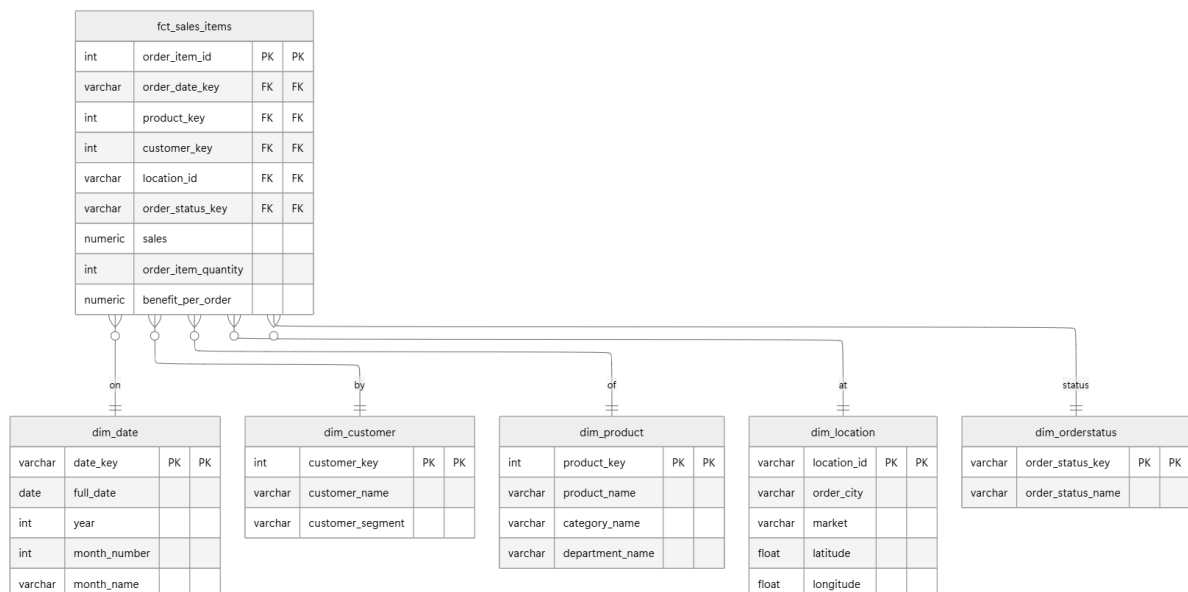 fct_sales_items
int order_item_id PK PK
varchar order_date_key FK FK
int product_key FK FK
int customer_key FK FK
varchar location_id FK FK
varchar order_status_key FK FK
numeric sales
int order_item_quantity
numeric benefit_per_order
on
by
of
at
status
dim_date
varchar date_key PK PK
date full_date
int year
int month_number
varchar month_name
dim_customer
int customer_key PK PK
varchar customer_name
varchar customer_segment
dim_product
int product_key PK PK
varchar product_name
varchar category_name
varchar department_name
dim_location
varchar location_id PK PK
varchar order_city
varchar market
float latitude
float longitude
dim_orderstatus
varchar order_status_key PK PK
varchar order_status_name